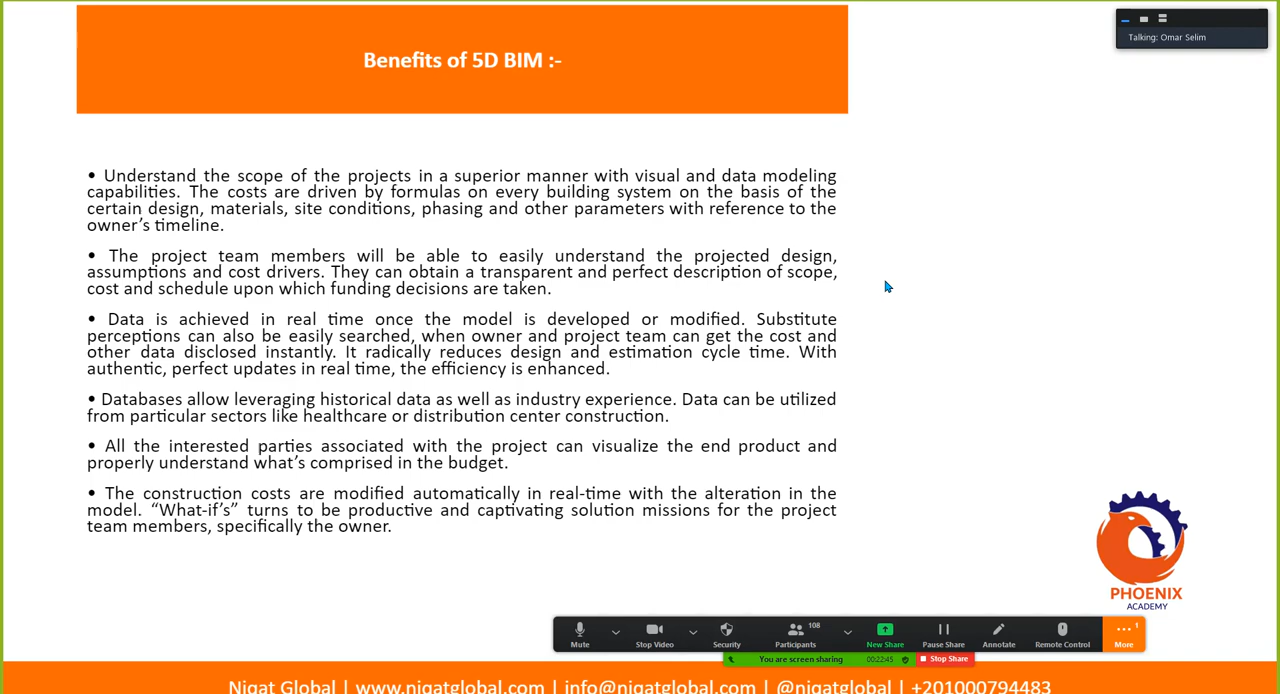 Benefits of 5D BIM :-
Talking: Omar Selim
• Understand the scope of the projects in a superior manner with visual and data modeling
capabilities. The costs are driven by formulas on every building system on the basis of the
certain design, materials, site conditions, phasing and other parameters with reference to the
owner’s timeline.
• The project team members will be able to easily understand the projected design,
assumptions and cost drivers. They can obtain a transparent and perfect description of scope,
cost and schedule upon which funding decisions are taken.
• Data is achieved in real time once the model is developed or modified. Substitute
perceptions can also be easily searched, when owner and project team can get the cost and
other data disclosed instantly. It radically reduces design and estimation cycle time. With
authentic, perfect updates in real time, the efficiency is enhanced.
• Databases allow leveraging historical data as well as industry experience. Data can be utilized
from particular sectors like healthcare or distribution center construction.
• All the interested parties associated with the project can visualize the end product and
properly understand what’s comprised in the budget.
• The construction costs are modified automatically in real-time with the alteration in the
model. “What-if’s” turns to be productive and captivating solution missions for the project
team members, specifically the owner.
PHOENIX
ACADEMY
Mute Stop Video Security Participants 108 New Share Pause Share Annotate Remote Control More 1
You are screen sharing 00:22:45 Stop Share
Niqat Global | www.niqatglobal.com | info@niqatglobal.com | @niqatglobal | +201000794483